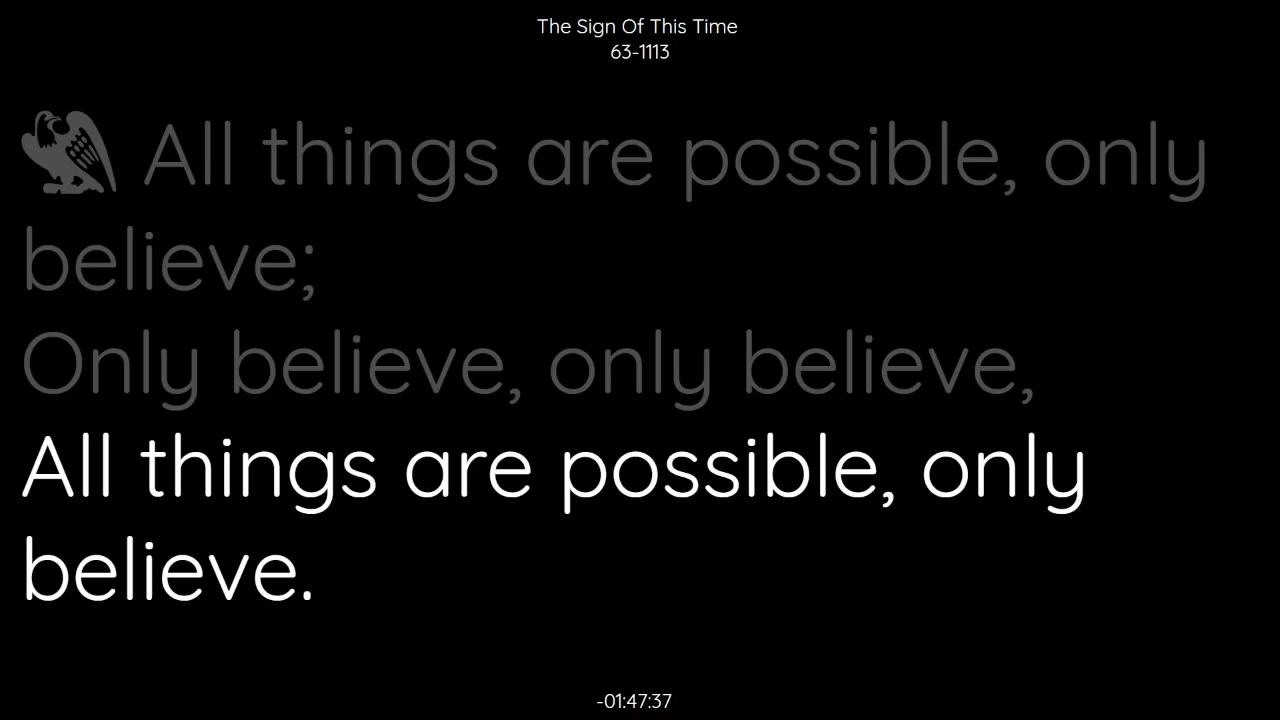 The Sign Of This Time
63-1113
All things are possible, only
believe;
Only believe, only believe,
All things are possible, only
believe.
-01:47:37